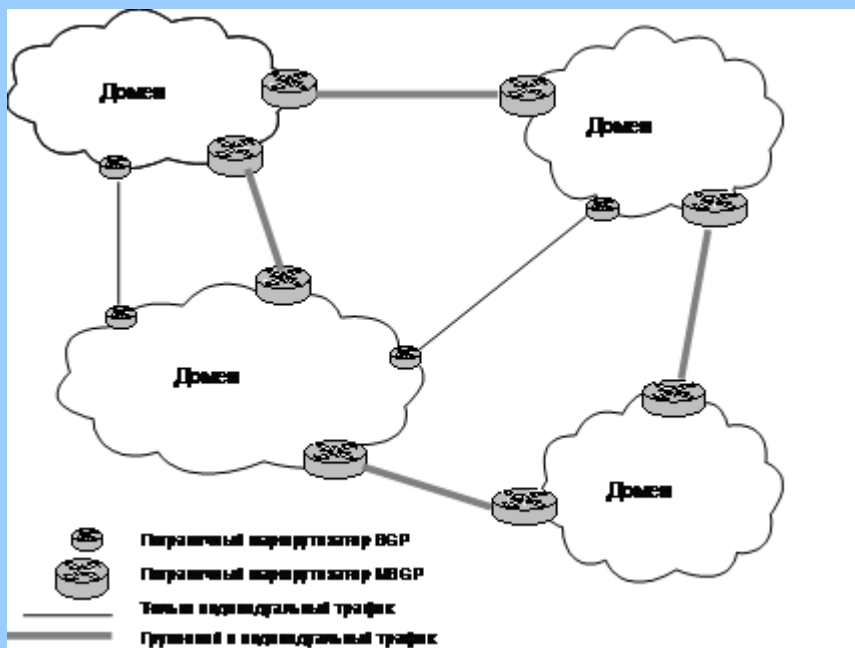 Домен
Домен
Домен
Домен
Пограничный маршрутизатор BGP
Пограничный маршрутизатор MBGP
Только индивидуальный трафик
Групповой и индивидуальный трафик